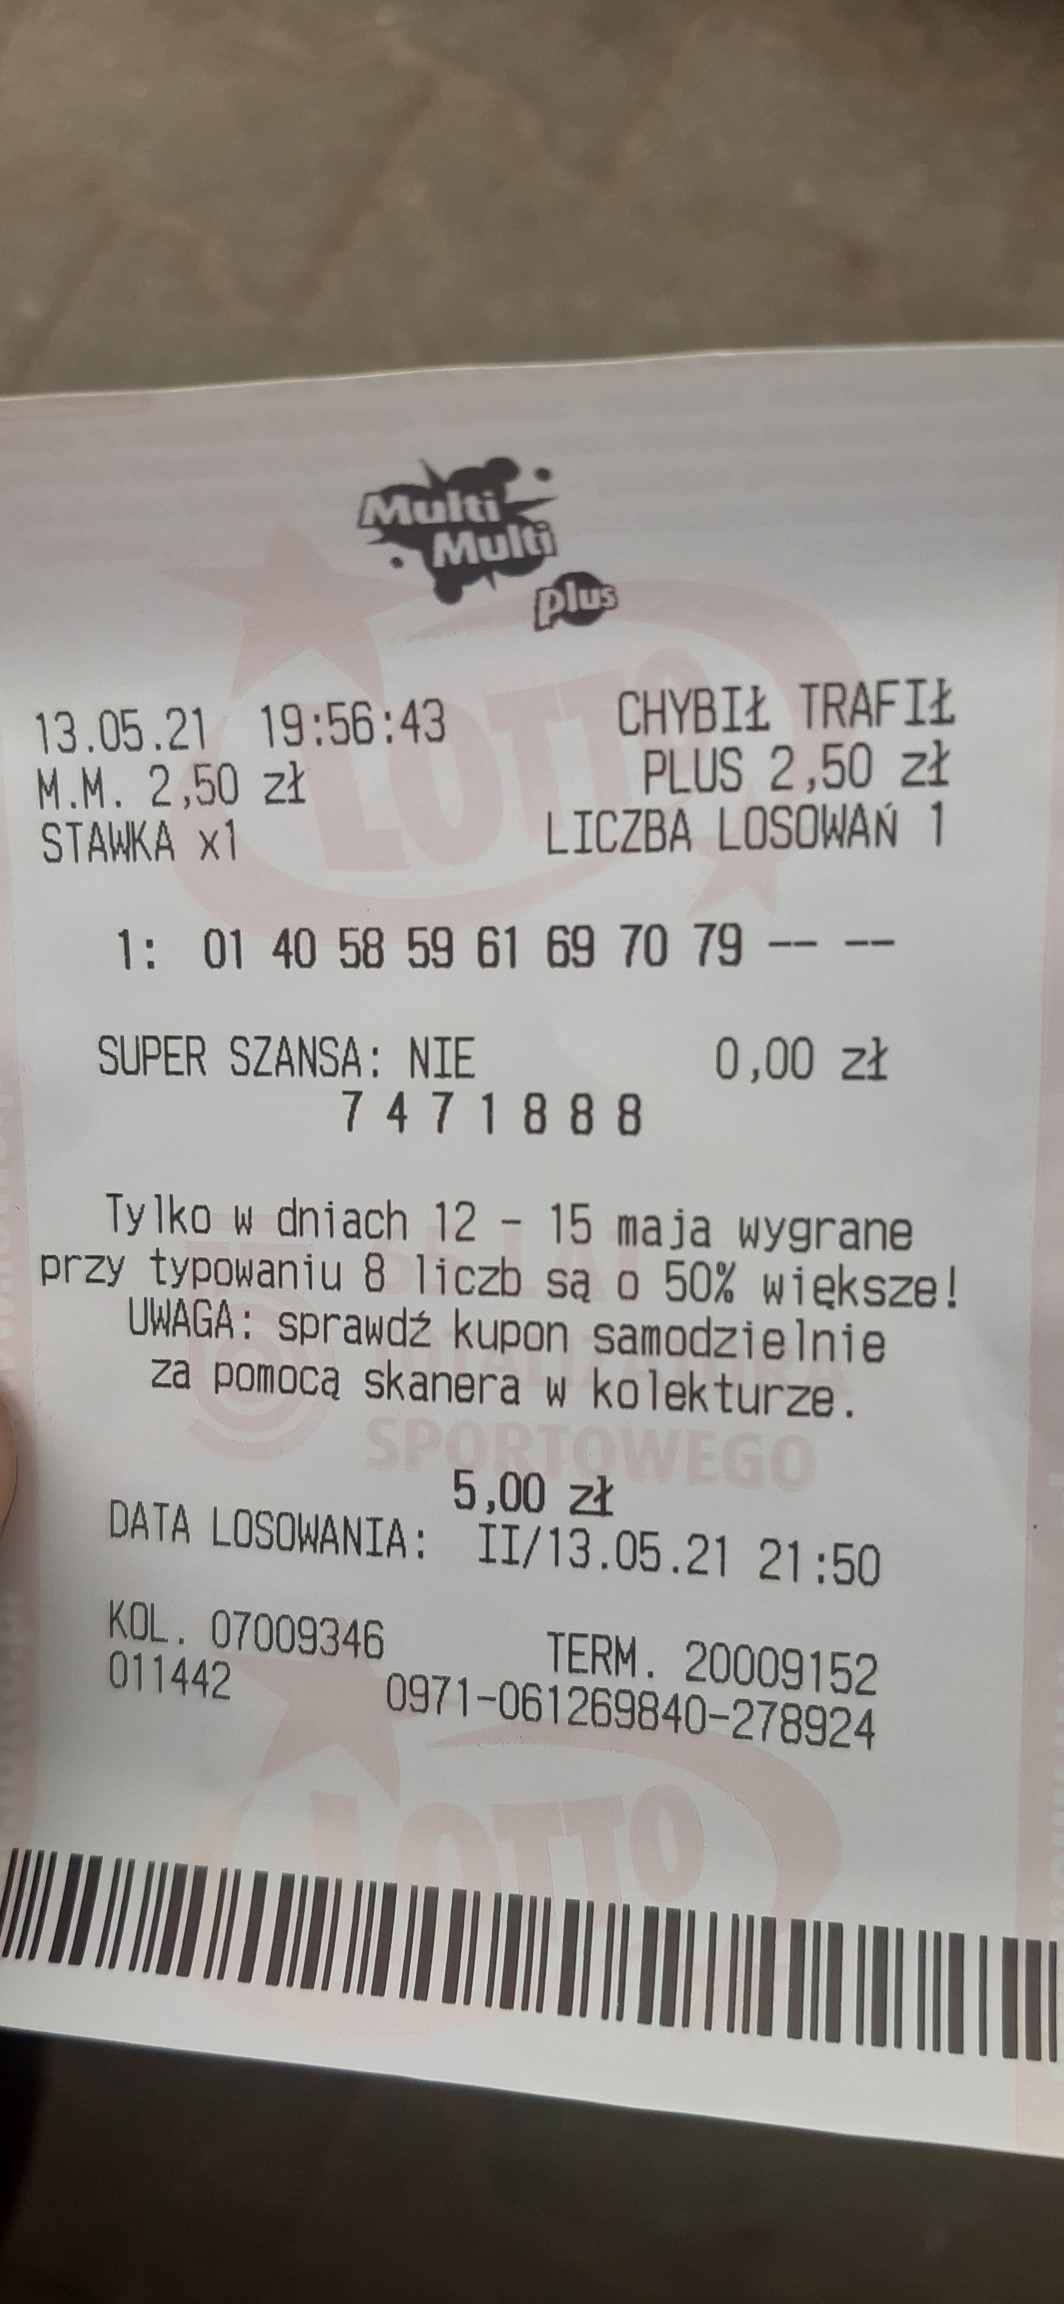 Multi
Multi
plus
13.05.21 19:56:43 CHYBIŁ TRAFIŁ
M.M. 2,50 zł PLUS 2,50 zł
STAWKA x1 LICZBA LOSOWAŃ 1
1: 01 40 58 59 61 69 70 79 -- --
SUPER SZANSA: NIE 0,00 zł
7 4 7 1 8 8 8
Tylko w dniach 12 - 15 maja wygrane
przy typowaniu 8 liczb są o 50% większe!
UWAGA: sprawdź kupon samodzielnie
za pomocą skanera w kolekturze.
SPORTOWEGO
5,00 zł
DATA LOSOWANIA: II/13.05.21 21:50
KOL. 07009346 TERM. 20009152
011442 0971-061269840-278924
LOTTO
LOTTO